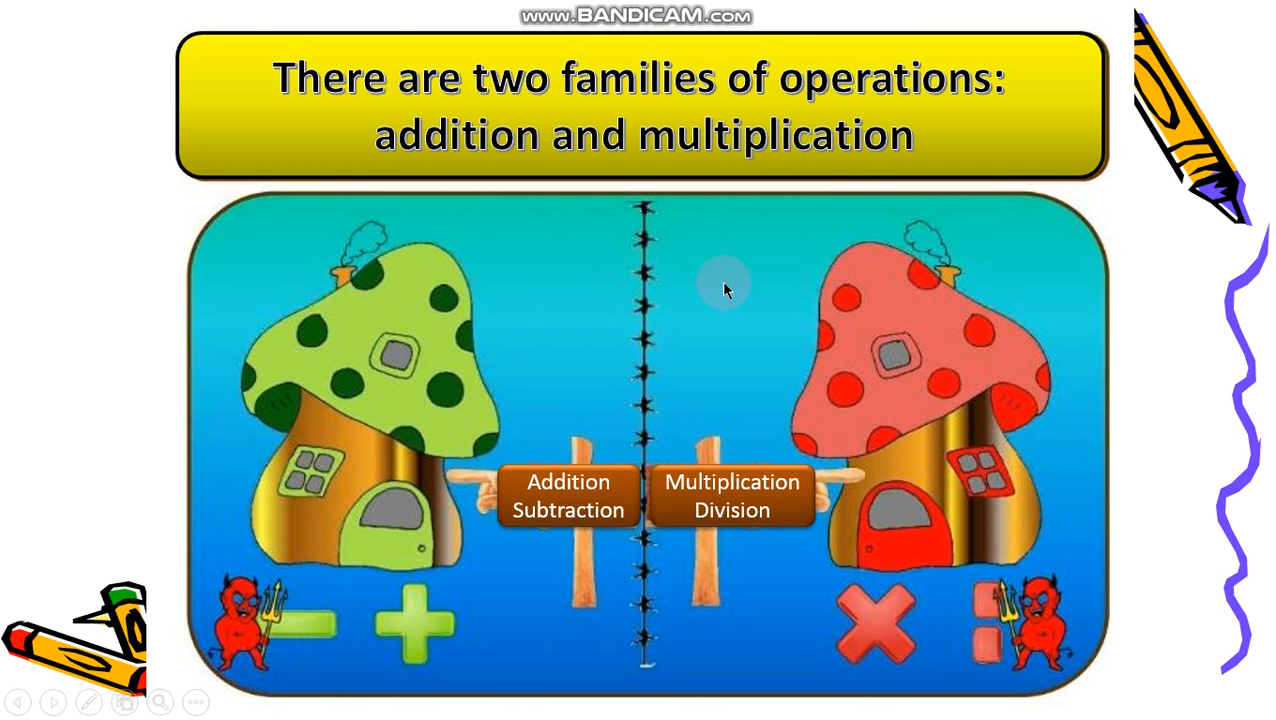 www.BANDICAM.com
There are two families of operations:
addition and multiplication
Addition
Subtraction
Multiplication
Division